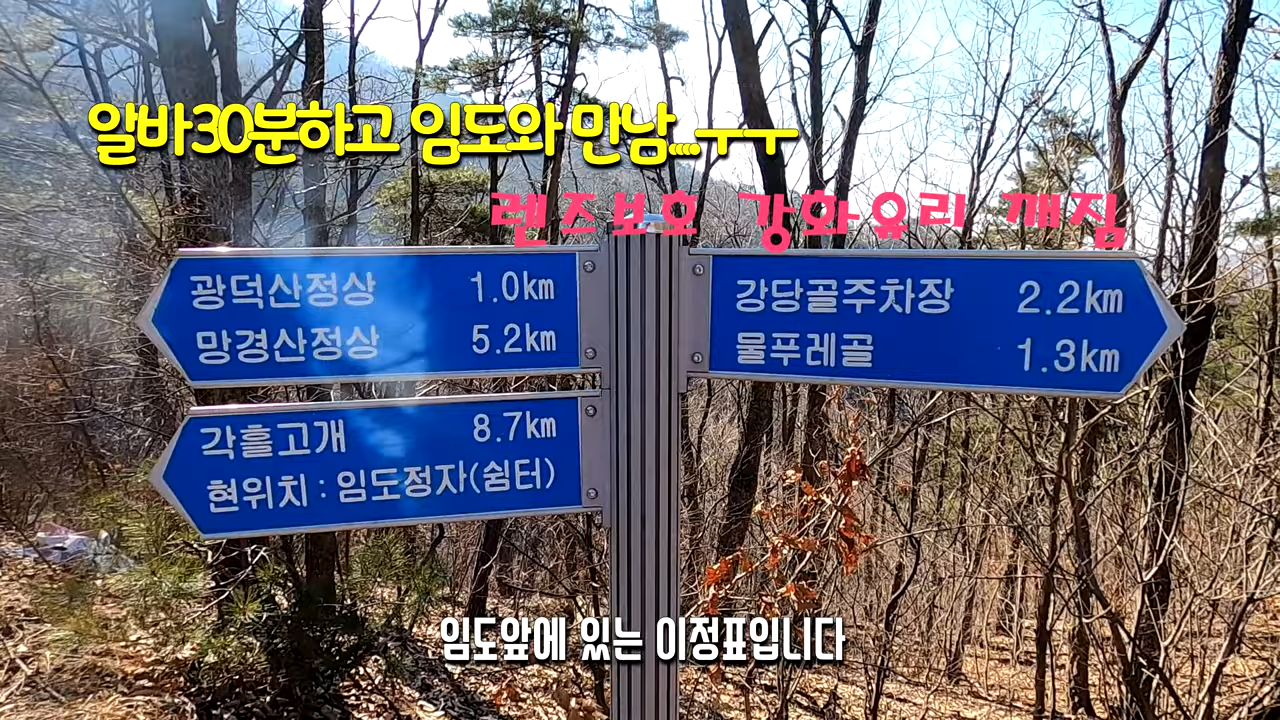 알바 30분하고 임도와 만남....ㅜㅜ
렌즈보호 강화유리 깨짐
광덕산정상 1.0km
망경산정상 5.2km
각흘고개 8.7km
현위치 : 임도정자(쉼터)
강당골주차장 2.2km
물푸레골 1.3km
임도앞에 있는 이정표입니다